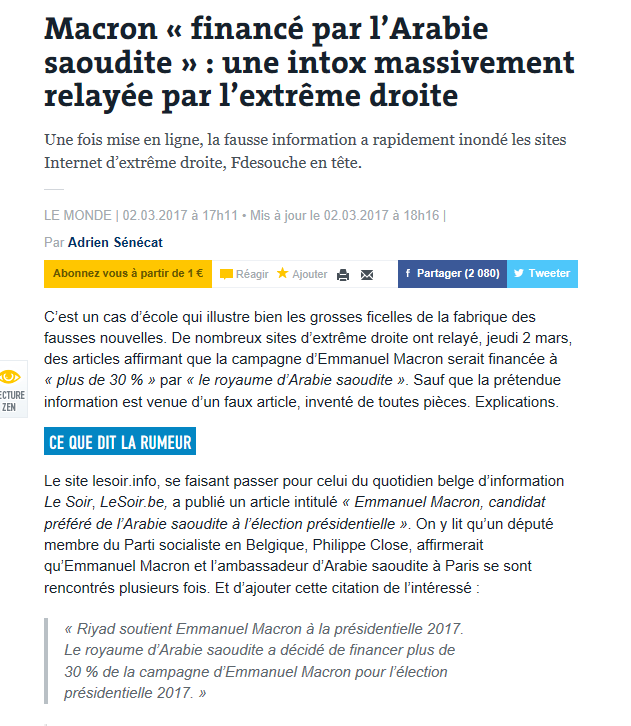 Macron « financé par l’Arabie
saoudite » : une intox massivement
relayée par l’extrême droite
Une fois mise en ligne, la fausse information a rapidement inondé les sites
Internet d’extrême droite, Fdesouche en tête.
LE MONDE | 02.03.2017 à 17h11 • Mis à jour le 02.03.2017 à 18h16 |
Par Adrien Sénécat
Abonnez vous à partir de 1 € Réagir Ajouter Partager (2 080) Tweeter
C’est un cas d’école qui illustre bien les grosses ficelles de la fabrique des
fausses nouvelles. De nombreux sites d’extrême droite ont relayé, jeudi 2 mars,
des articles affirmant que la campagne d’Emmanuel Macron serait financée à
« plus de 30 % » par « le royaume d’Arabie saoudite ». Sauf que la prétendue
information est venue d’un faux article, inventé de toutes pièces. Explications.
ECTURE
ZEN
CE QUE DIT LA RUMEUR
Le site lesoir.info, se faisant passer pour celui du quotidien belge d’information
Le Soir, LeSoir.be, a publié un article intitulé « Emmanuel Macron, candidat
préféré de l’Arabie saoudite à l’élection présidentielle ». On y lit qu’un député
membre du Parti socialiste en Belgique, Philippe Close, affirmerait
qu’Emmanuel Macron et l’ambassadeur d’Arabie saoudite à Paris se sont
rencontrés plusieurs fois. Et d’ajouter cette citation de l’intéressé :
« Riyad soutient Emmanuel Macron à la présidentielle 2017.
Le royaume d’Arabie saoudite a décidé de financer plus de
30 % de la campagne d’Emmanuel Macron pour l’élection
présidentielle 2017. »